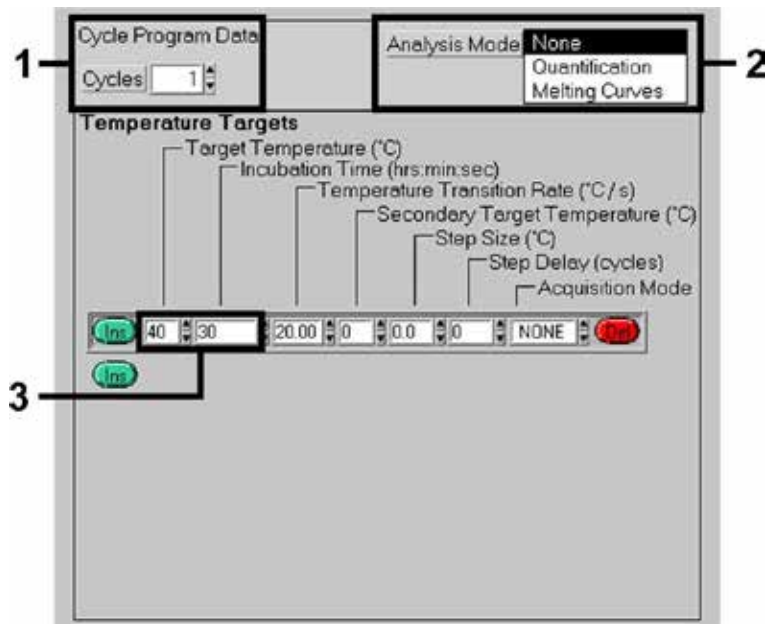 Cycle Program Data
Cycles 1
Analysis Mode None
Quantification
Melting Curves
1
2
Temperature Targets
Target Temperature (°C)
Incubation Time (hrs:min:sec)
Temperature Transition Rate (°C/s)
Secondary Target Temperature (°C)
Step Size (°C)
Step Delay (cycles)
Acquisition Mode
Ins 40 30 20.00 0 0.0 0 NONE Del
Ins
3